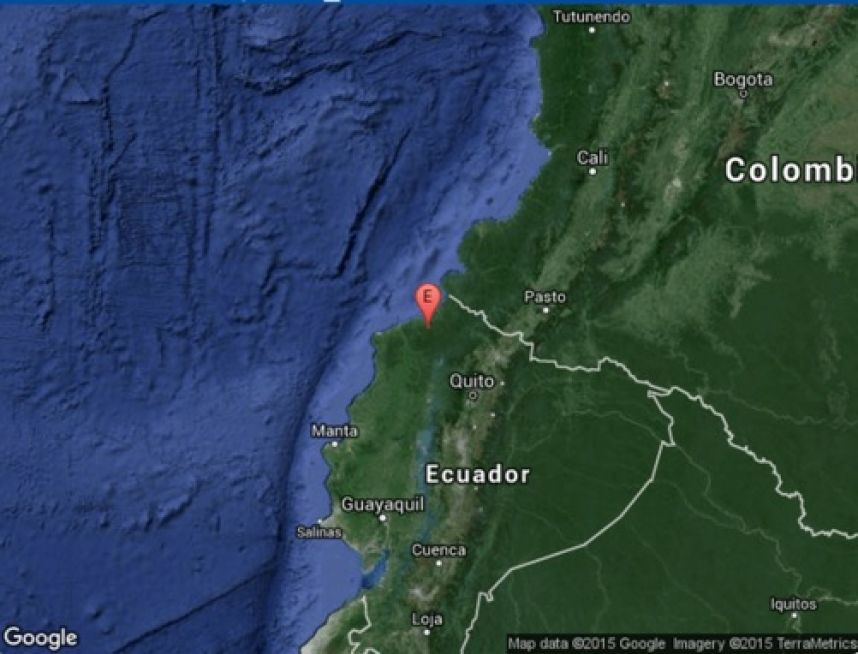 Tutunendo
Bogota
Cali
Colomb
E
Pasto
Quito
Manta
Ecuador
Guayaquil
Salinas
Cuenca
Iquitos
Loja
Google
Map data ©2015 Google Imagery ©2015 TerraMetrics